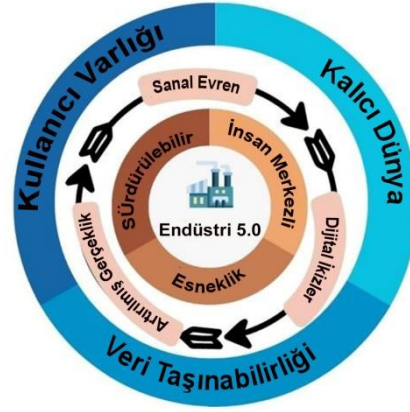 Kullanıcı Varlığı
Kalıcı Dünya
Sanal Evren
Sürdürülebilir
İnsan Merkezli
Endüstri 5.0
Esneklik
Artırılmış Gerçeklik
Dijital İkizler
Veri Taşınabilirliği